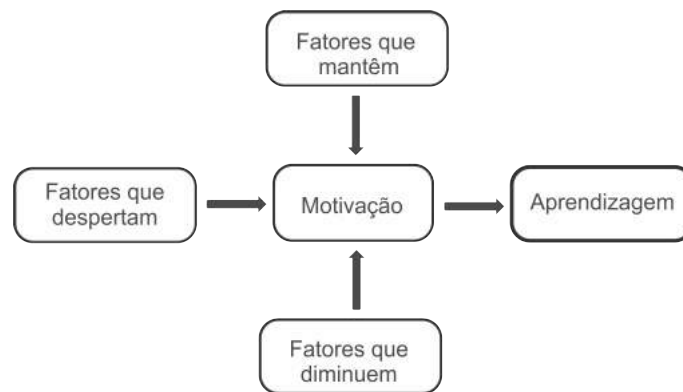 Fatores que
mantêm
Fatores que
despertam
Motivação
Aprendizagem
Fatores que
diminuem